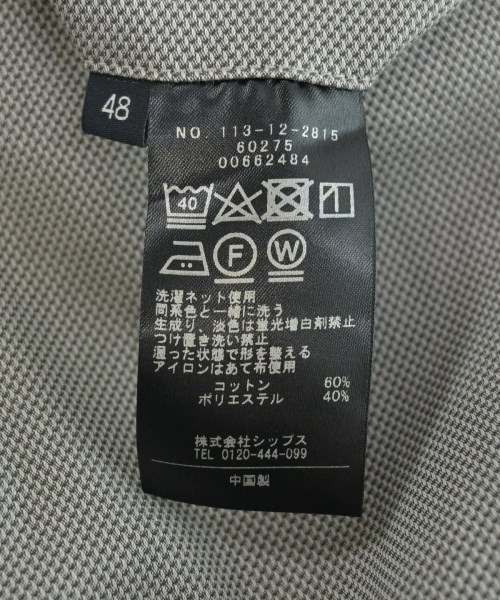 48
NO. 113-12-2815
60275
00662484
40
F W
洗濯ネット使用
同系色と一緒に洗う
生成り、淡色は蛍光増白剤禁止
つけ置き洗い禁止
湿った状態で形を整える
アイロンはあて布使用
コットン 60%
ポリエステル 40%
株式会社シップス
TEL 0120-444-099
中国製